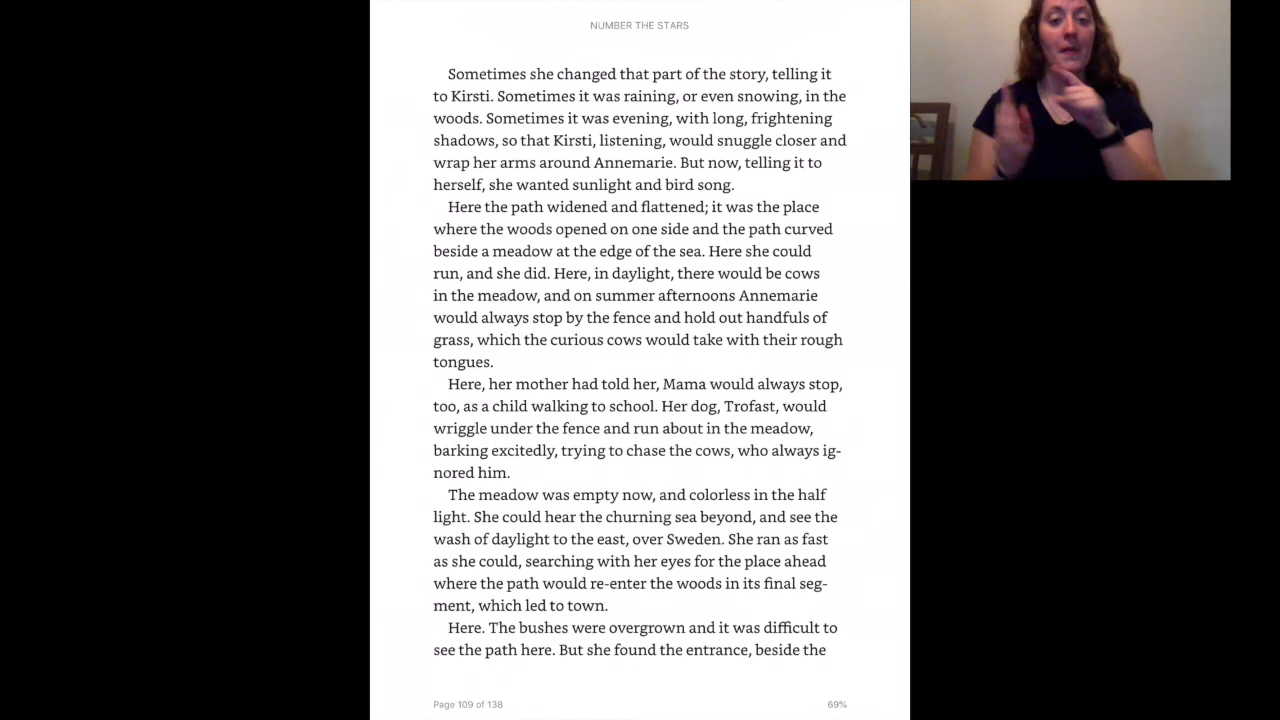 NUMBER THE STARS
Sometimes she changed that part of the story, telling it
to Kirsti. Sometimes it was raining, or even snowing, in the
woods. Sometimes it was evening, with long, frightening
shadows, so that Kirsti, listening, would snuggle closer and
wrap her arms around Annemarie. But now, telling it to
herself, she wanted sunlight and bird song.
Here the path widened and flattened; it was the place
where the woods opened on one side and the path curved
beside a meadow at the edge of the sea. Here she could
run, and she did. Here, in daylight, there would be cows
in the meadow, and on summer afternoons Annemarie
would always stop by the fence and hold out handfuls of
grass, which the curious cows would take with their rough
tongues.
Here, her mother had told her, Mama would always stop,
too, as a child walking to school. Her dog, Trofast, would
wriggle under the fence and run about in the meadow,
barking excitedly, trying to chase the cows, who always ig-
nored him.
The meadow was empty now, and colorless in the half
light. She could hear the churning sea beyond, and see the
wash of daylight to the east, over Sweden. She ran as fast
as she could, searching with her eyes for the place ahead
where the path would re-enter the woods in its final seg-
ment, which led to town.
Here. The bushes were overgrown and it was difficult to
see the path here. But she found the entrance, beside the
Page 109 of 138
69%